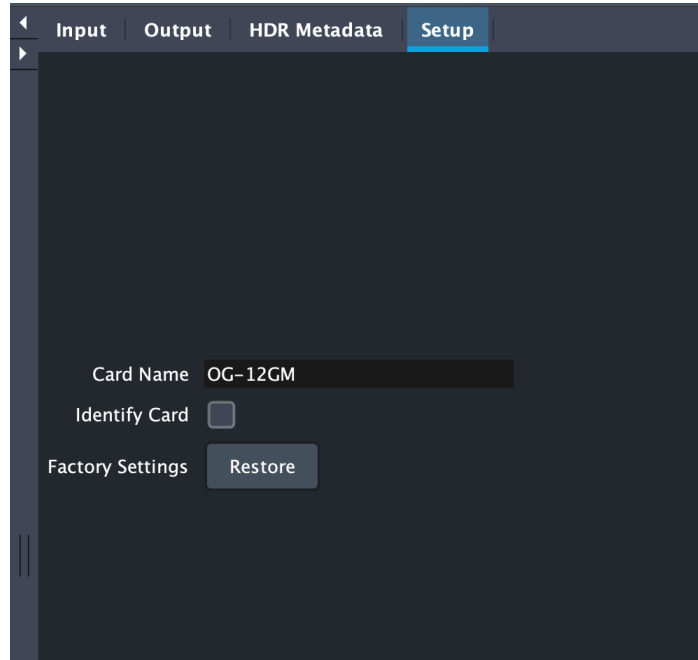 Input Output HDR Metadata Setup
Card Name OG-12GM
Identify Card
Factory Settings Restore